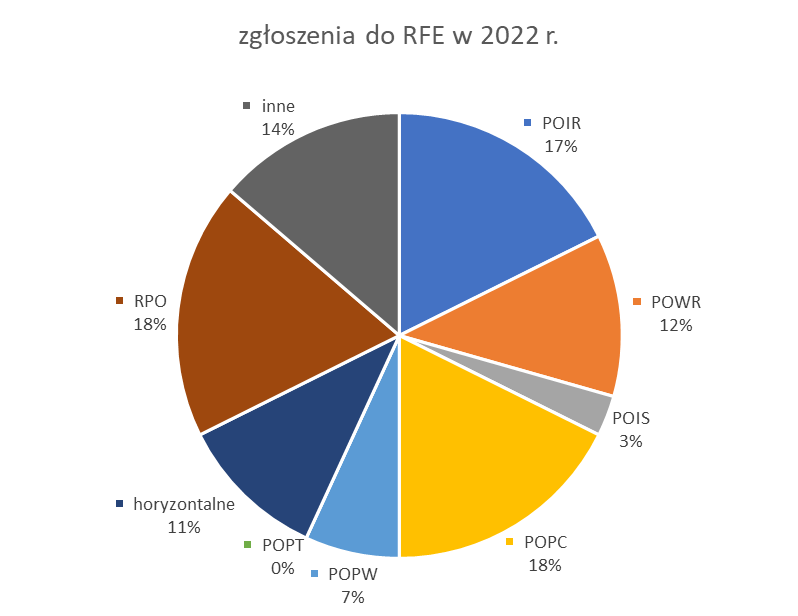 zgłoszenia do RFE w 2022 r.
inne
14%
POIR
17%
RPO
18%
POWR
12%
POIS
3%
horyzontalne
11%
POPT
0%
POPC
18%
POPW
7%